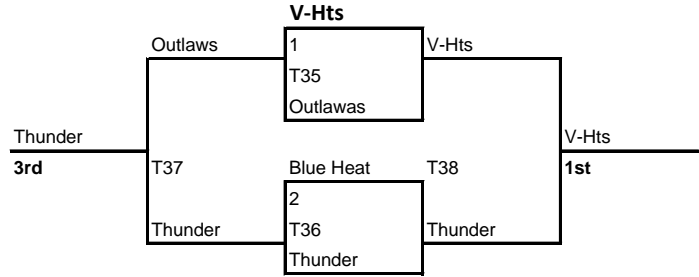 V-Hts
Outlaws 1 V-Hts
T35
Outlawas
Thunder V-Hts
3rd T37 Blue Heat T38 1st
2
Thunder T36 Thunder
Thunder